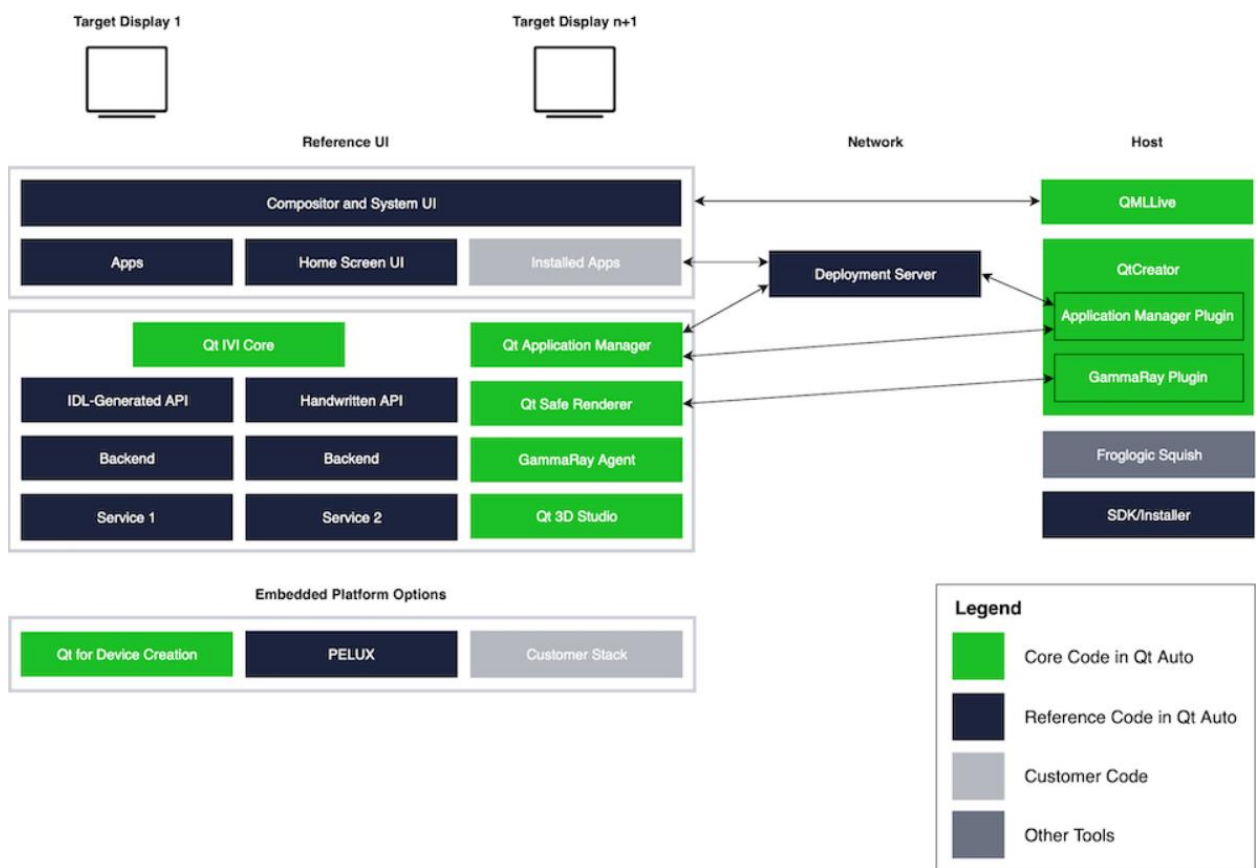 Target Display 1
Target Display n+1
Reference UI
Network
Host
Compositor and System UI
QMLLive
Apps
Home Screen UI
Installed Apps
Deployment Server
QtCreator
Application Manager Plugin
GammaRay Plugin
Qt IVI Core
Qt Application Manager
IDL-Generated API
Handwritten API
Qt Safe Renderer
Backend
Backend
GammaRay Agent
Froglogic Squish
Service 1
Service 2
Qt 3D Studio
SDK/Installer
Embedded Platform Options
Qt for Device Creation
PELUX
Customer Stack
Legend
Core Code in Qt Auto
Reference Code in Qt Auto
Customer Code
Other Tools